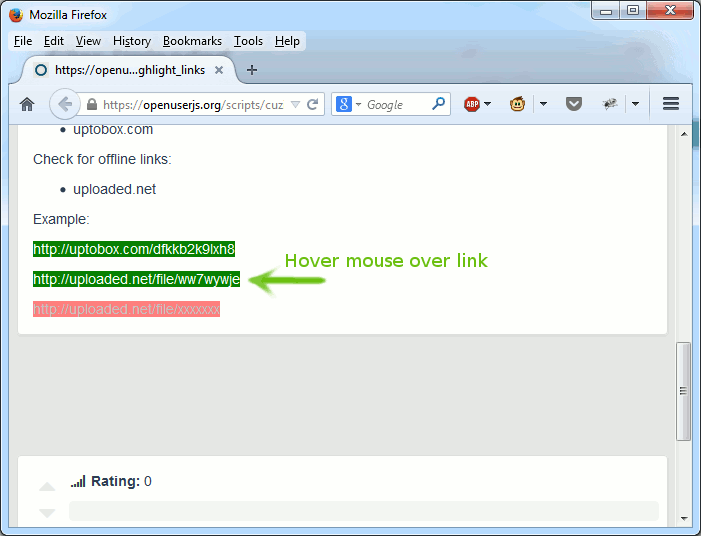 Mozilla Firefox
File Edit View History Bookmarks Tools Help
https://openu...ghlight_links
https://openuserjs.org/scripts/cuz
Google
uptobox.com
Check for offline links:
uploaded.net
Example:
http://uptobox.com/dfkkb2k9lxh8
Hover mouse over link
http://uploaded.net/file/ww7wywje
http://uploaded.net/file/xxxxxxx
Rating: 0